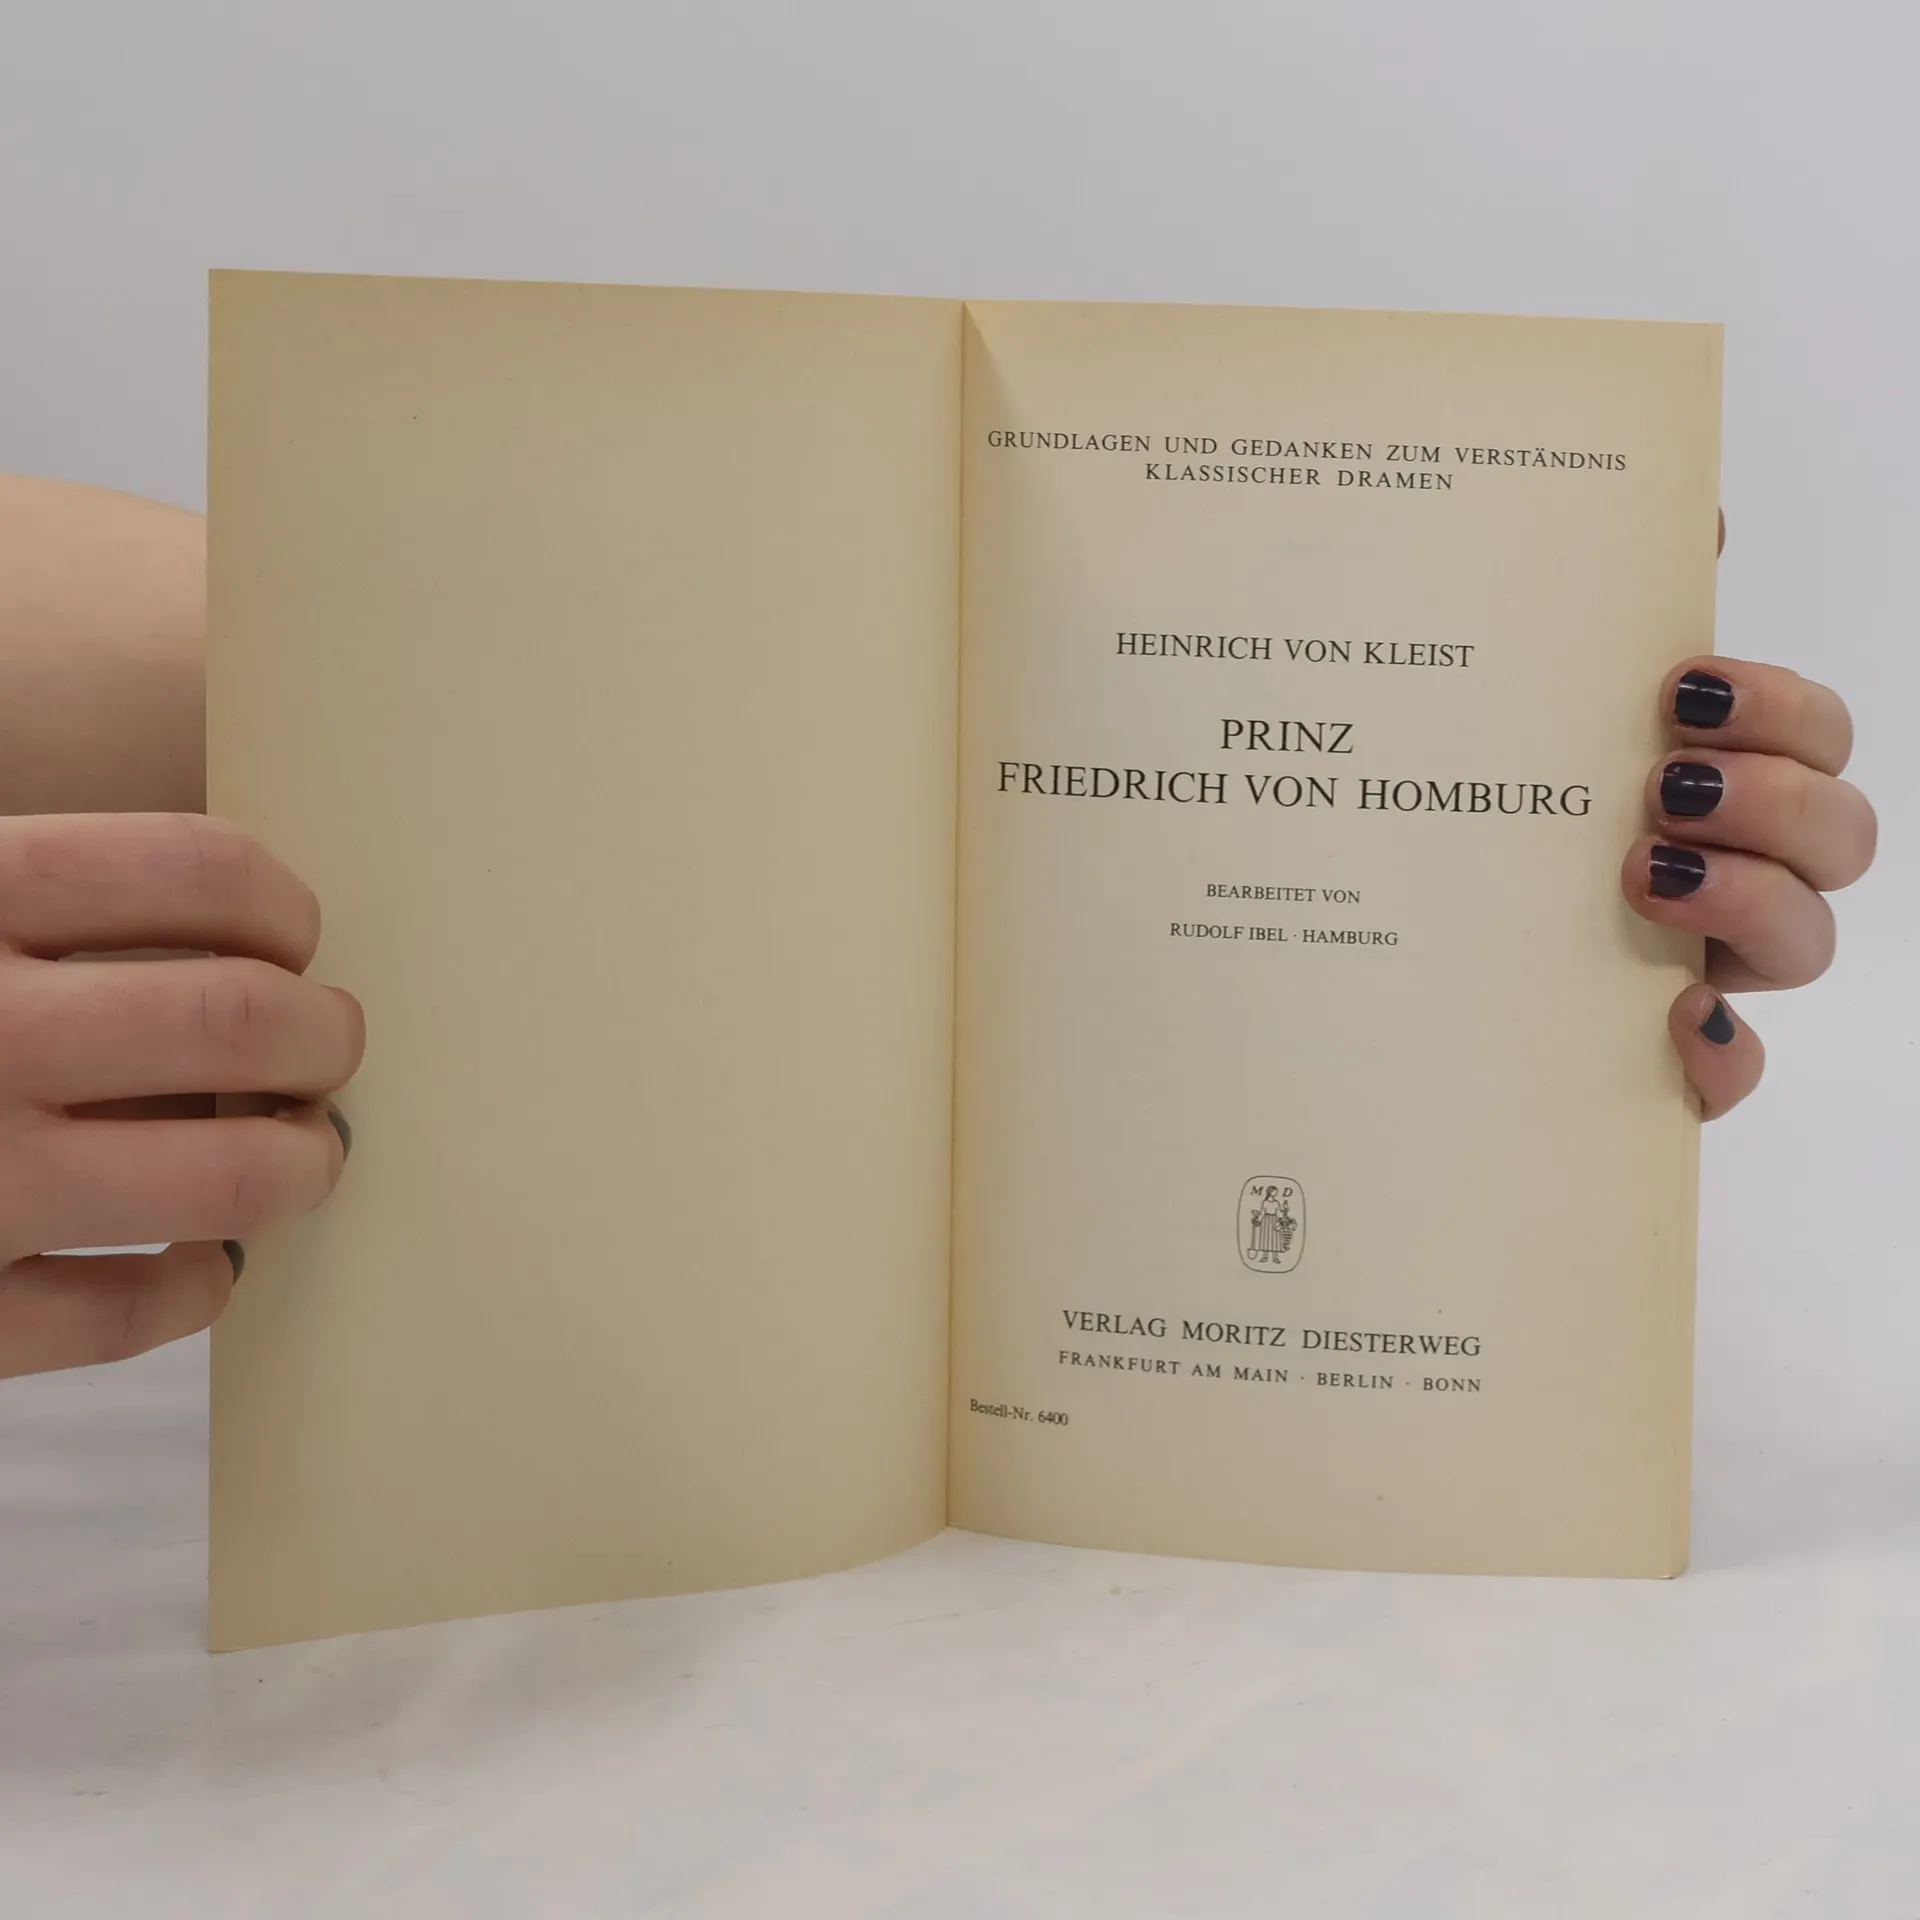 GRUNDLAGEN UND GEDANKEN ZUM VERSTÄNDNIS
KLASSISCHER DRAMEN
HEINRICH VON KLEIST
PRINZ
FRIEDRICH VON HOMBURG
BEARBEITET VON
RUDOLF IBEL · HAMBURG
M D
VERLAG MORITZ DIESTERWEG
FRANKFURT AM MAIN · BERLIN · BONN
Bestell-Nr. 6400